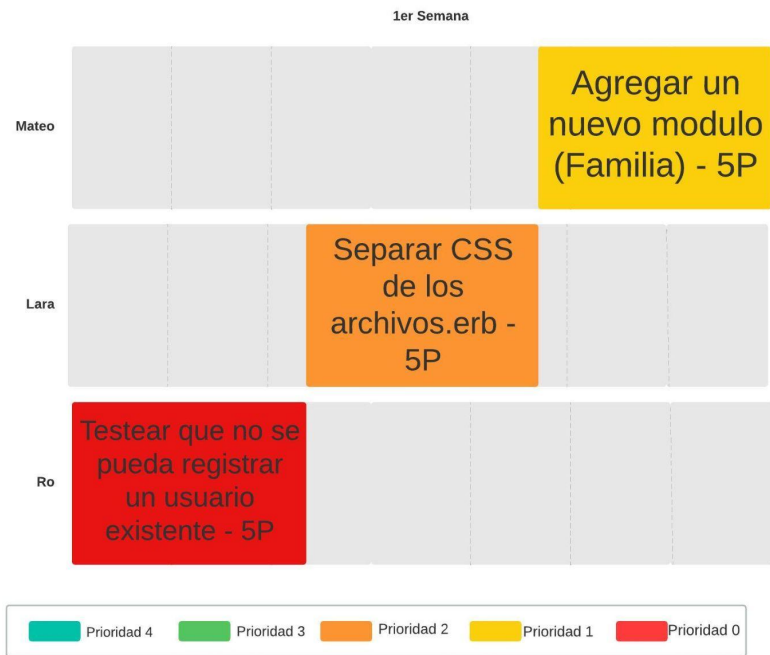 1er Semana
Mateo
Agregar un
nuevo modulo
(Familia) - 5P
Lara
Separar CSS
de los
archivos.erb -
5P
Ro
Testear que no se
pueda registrar
un usuario
existente - 5P
Prioridad 4
Prioridad 3
Prioridad 2
Prioridad 1
Prioridad 0